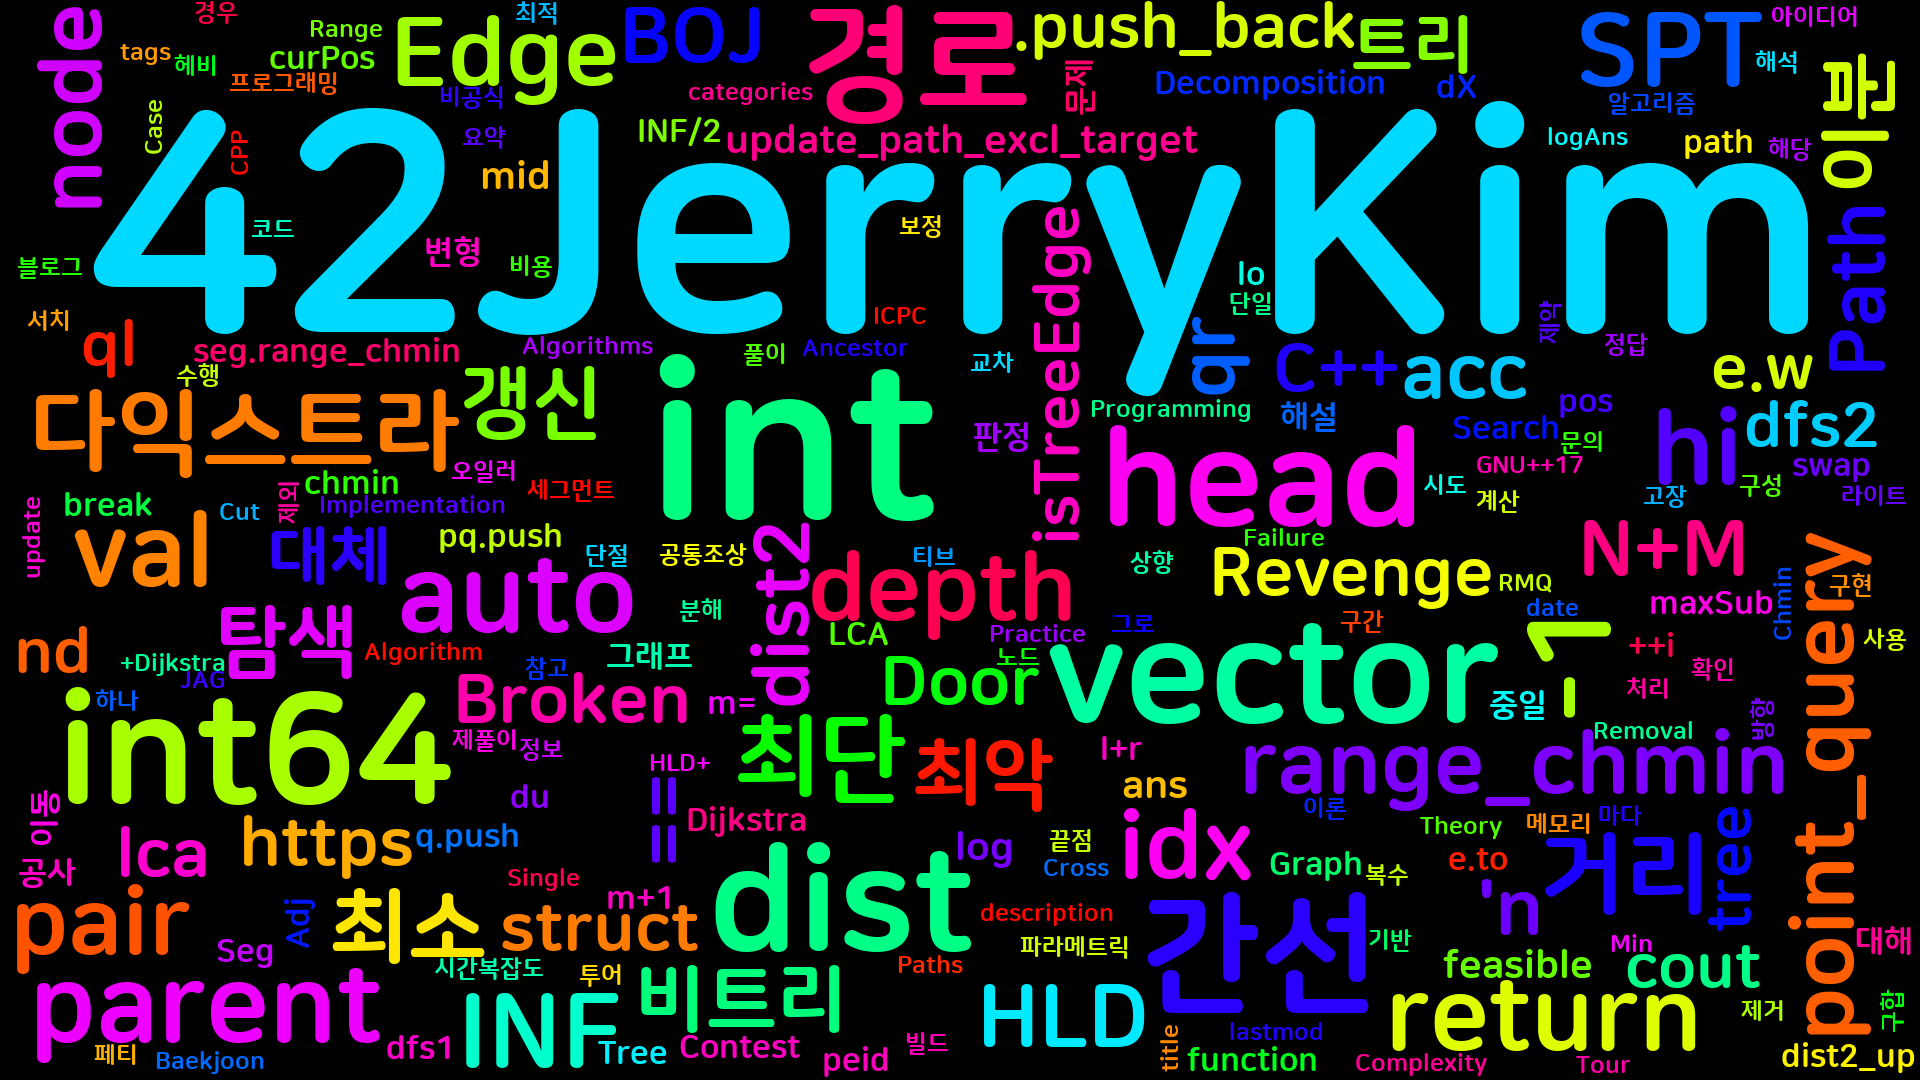 node
경우
tags
헤비
Range
curPos
프로그래밍
Edge
최적
BOJ
비공식
요약
categories
경로
.push_back
트리
문제
Decomposition
dX
SPT
아이디어
해석
알고리즘
이분
Case
CPP
INF/2
update_path_excl_target
logAns
path
해당
mid
42JerryKim
코드
변형
비용
보정
블로그
isTreeEdge
lo
단일
Path
서치
ql
seg.range_chmin
ICPC
Algorithms
풀이
Ancestor
교차
qr
C++
acc
제약
정답
e.w
수행
다익스트라
갱신
int
Programming
해설
pos
판정
head
Search
문의
hi
dfs2
오일러
GNU++17
swap
chmin
break
제외
Implementation
세그먼트
시도
계산
고장
구성
라이트
update
Cut
val
대체
pq.push
단절
공통조상
dist2
티브
depth
상향
Failure
Revenge
RMQ
N+M
point_query
구현
Chmin
auto
분해
date
maxSub
탐색
nd
+Dijkstra
JAG
Algorithm
참고
그래프
LCA
Practice
그로
노드
구간
vector
-1
++i
확인
사용
처리
하나
int64
Broken
m=
Door
중일
i
방향
Removal
제풀이
정보
최단
최악
l+r
range_chmin
HLD+
이동
du
ans
이론
마다
lca
https
q.push
==
Dijkstra
log
끝점
idx
Theory
메모리
tree
공사
Cross
Graph
복수
e.to
거리
Single
m+1
dist
pair
Adj
최소
struct
description
간선
'n
Seg
파라메트릭
기반
Min
대해
시간복잡도
투어
Paths
feasible
cout
parent
INF
비트리
HLD
return
제거
구합
페티
Baekjoon
dfs1
Tree
Contest
peid
빌드
title
lastmod
function
Complexity
Tour
dist2_up